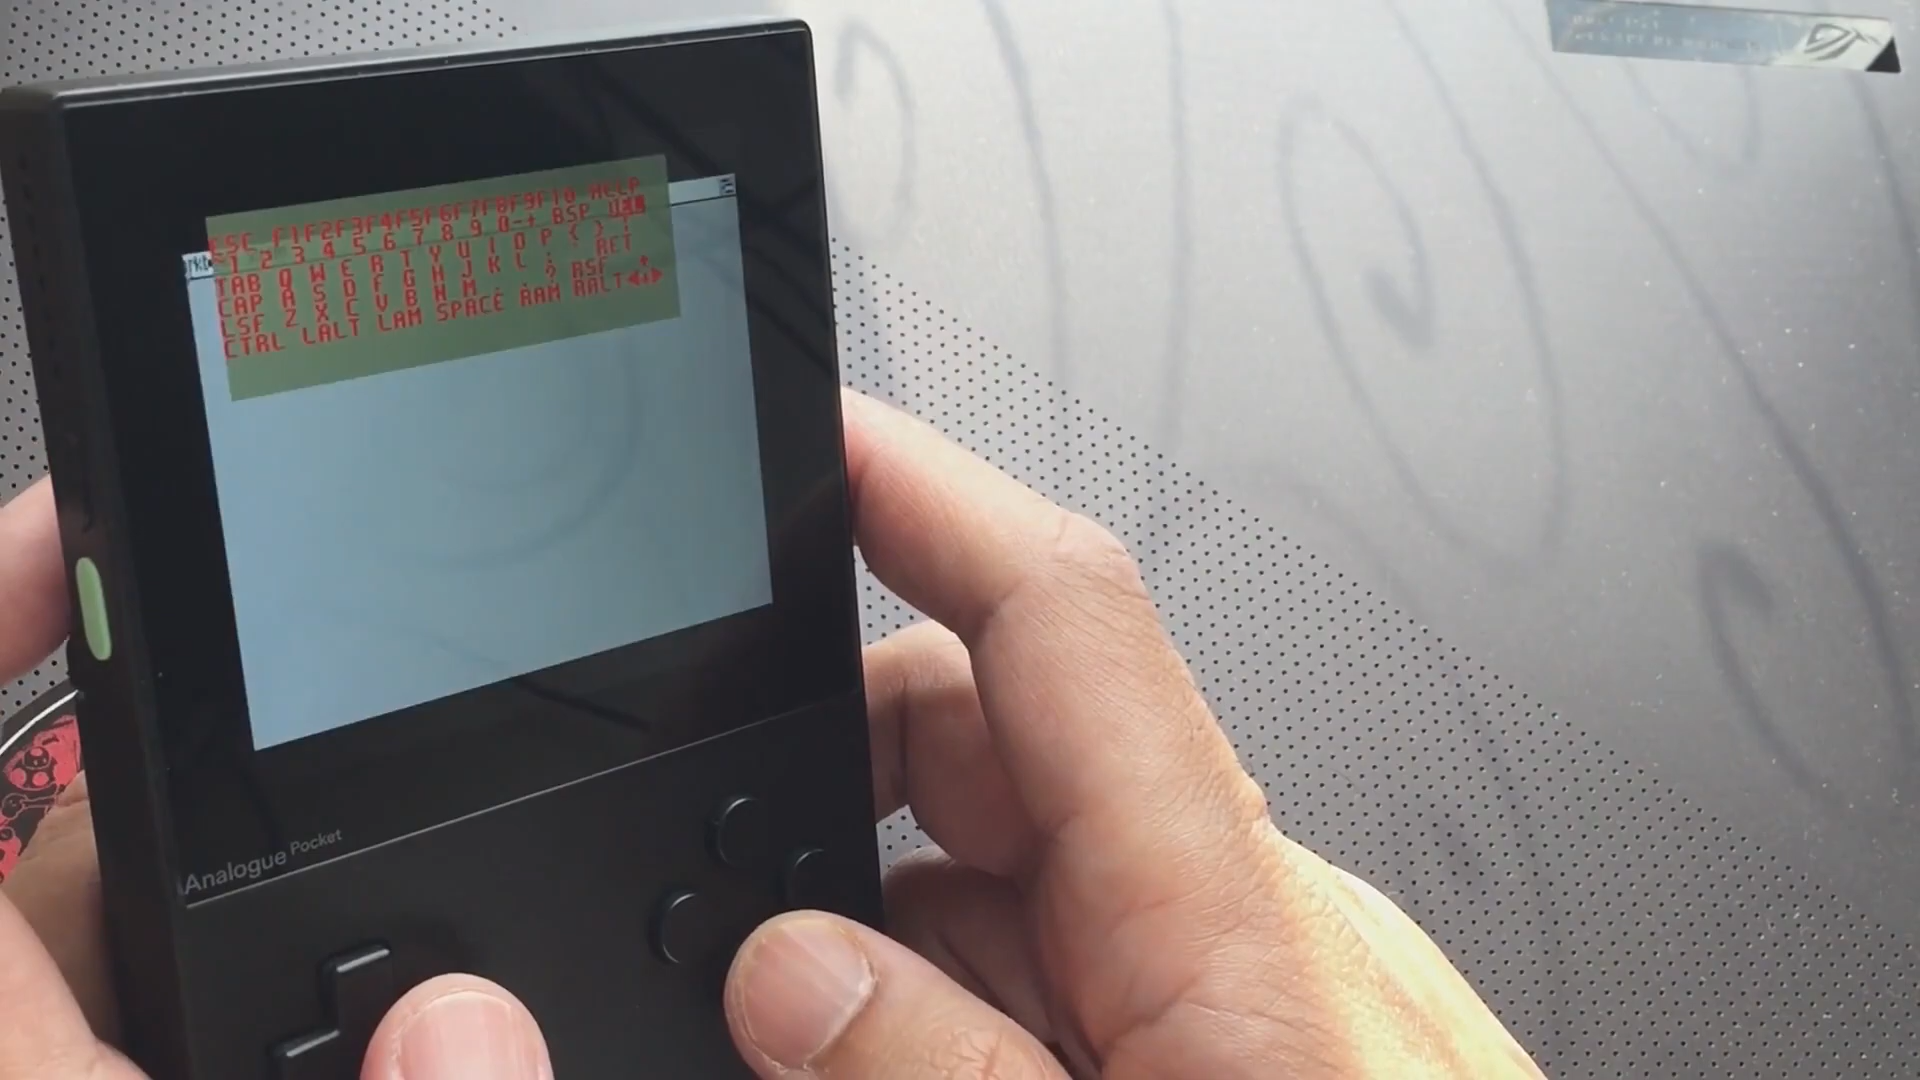 ESC F1F2F3F4F5F6F7F8F9F10 HELP
~1 2 3 4 5 6 7 8 9 0-+ BSP DEL
TAB Q W E R T Y U I O P { } |
CAP A S D F G H J K L : " RET
LSF Z X C V B N M , . ? RSF ↑
CTRL LALT LAM SPACE RAM RALT◀↓▶
Analogue Pocket